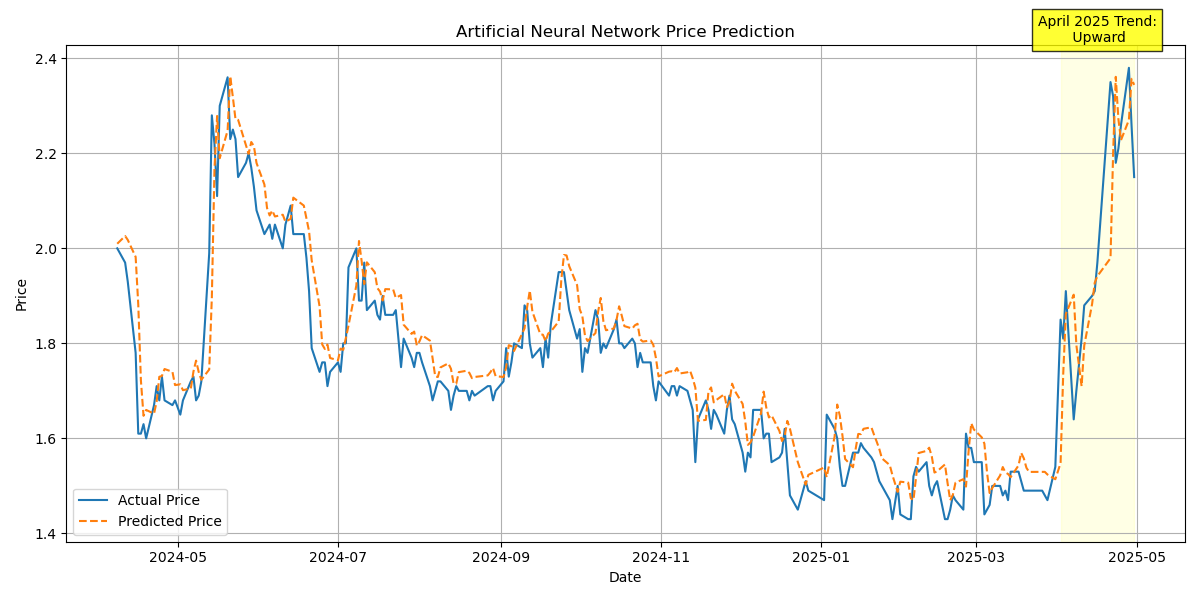 April 2025 Trend:
Upward
Artificial Neural Network Price Prediction
Price
2.4
2.2
2.0
1.8
1.6
1.4
Actual Price
Predicted Price
2024-05
2024-07
2024-09
2024-11
2025-01
2025-03
2025-05
Date